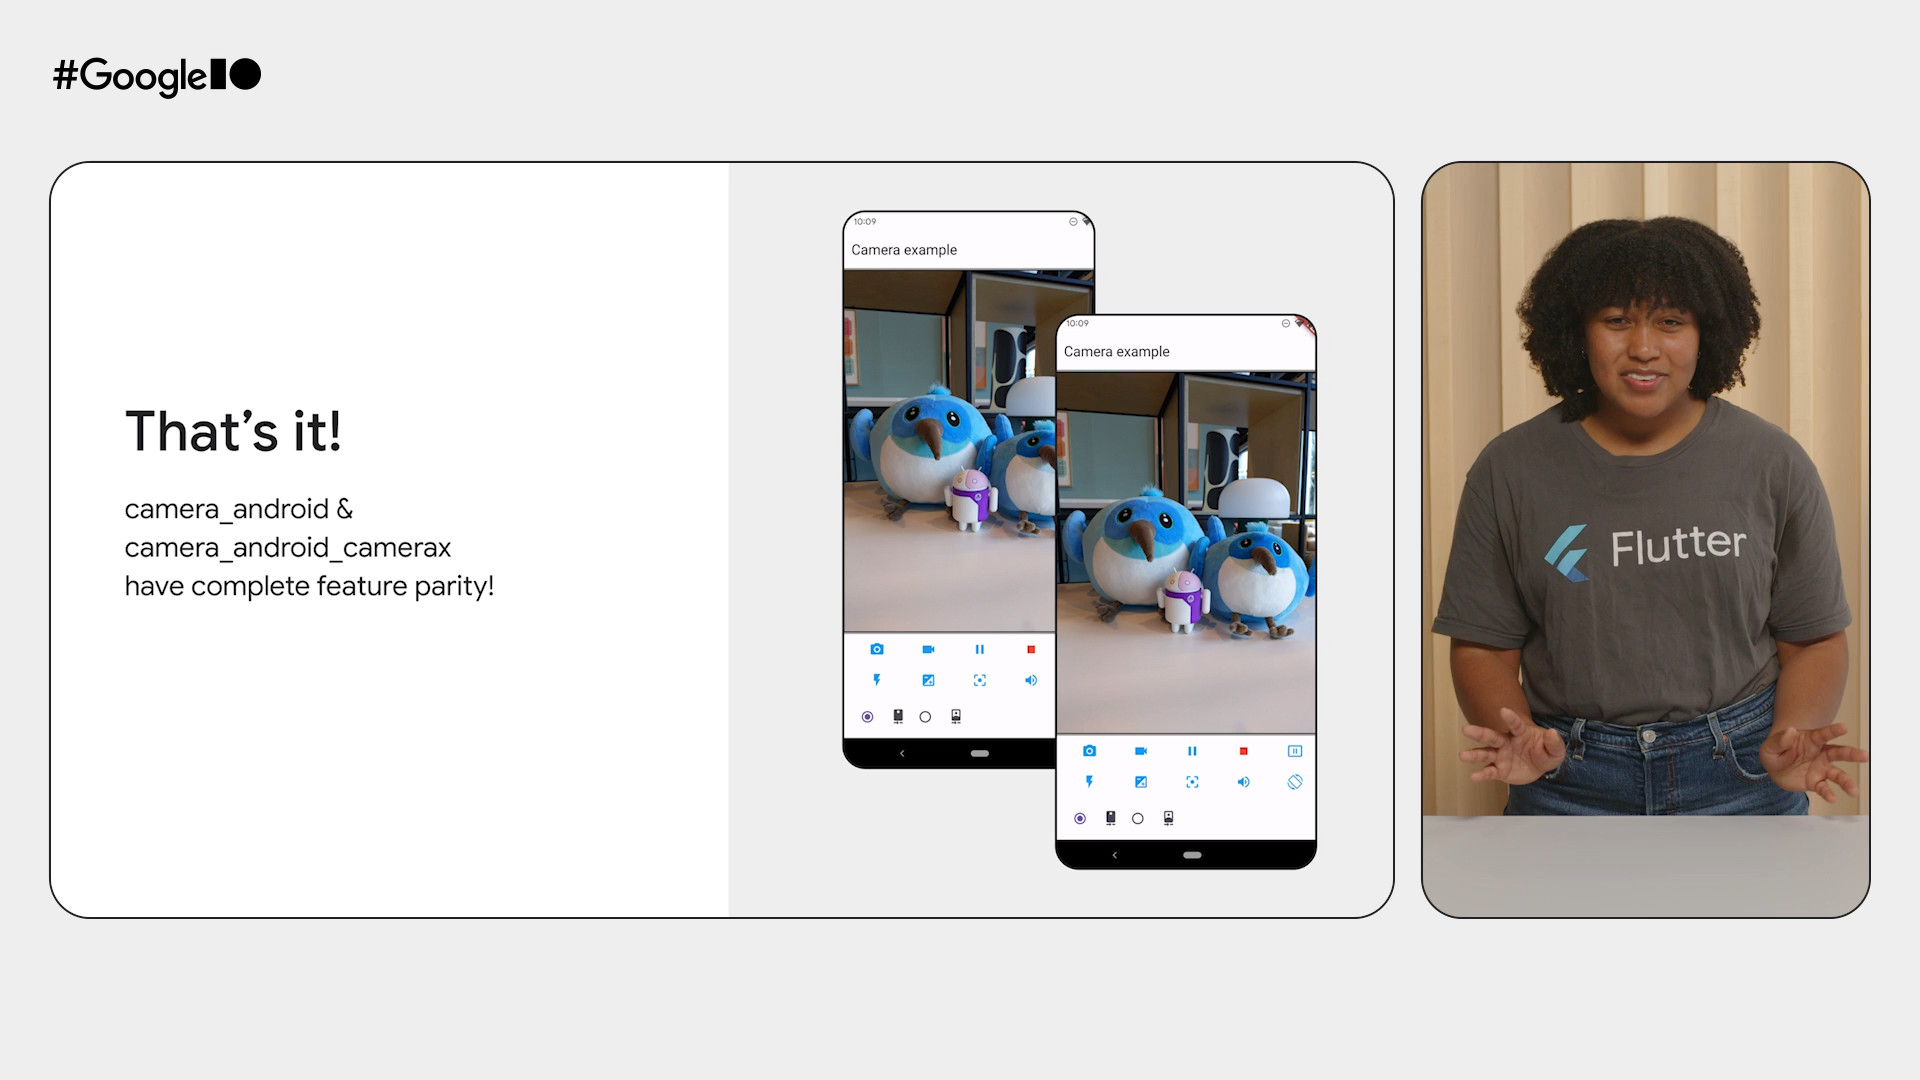 #GoogleIO
That's it!
camera_android &
camera_android_camerax
have complete feature parity!
10:09
Camera example
10:09
Camera example
Flutter